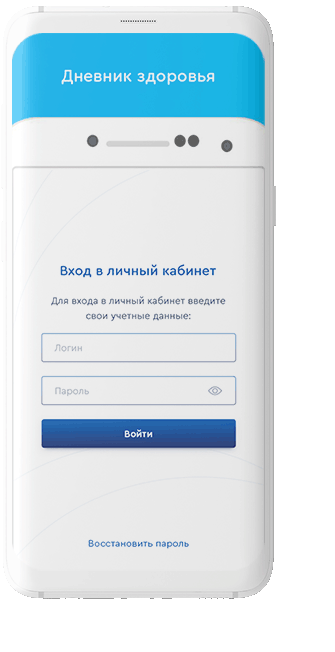 Дневник здоровья
Вход в личный кабинет
Для входа в личный кабинет введите
свои учетные данные:
Логин
Пароль
Войти
Восстановить пароль